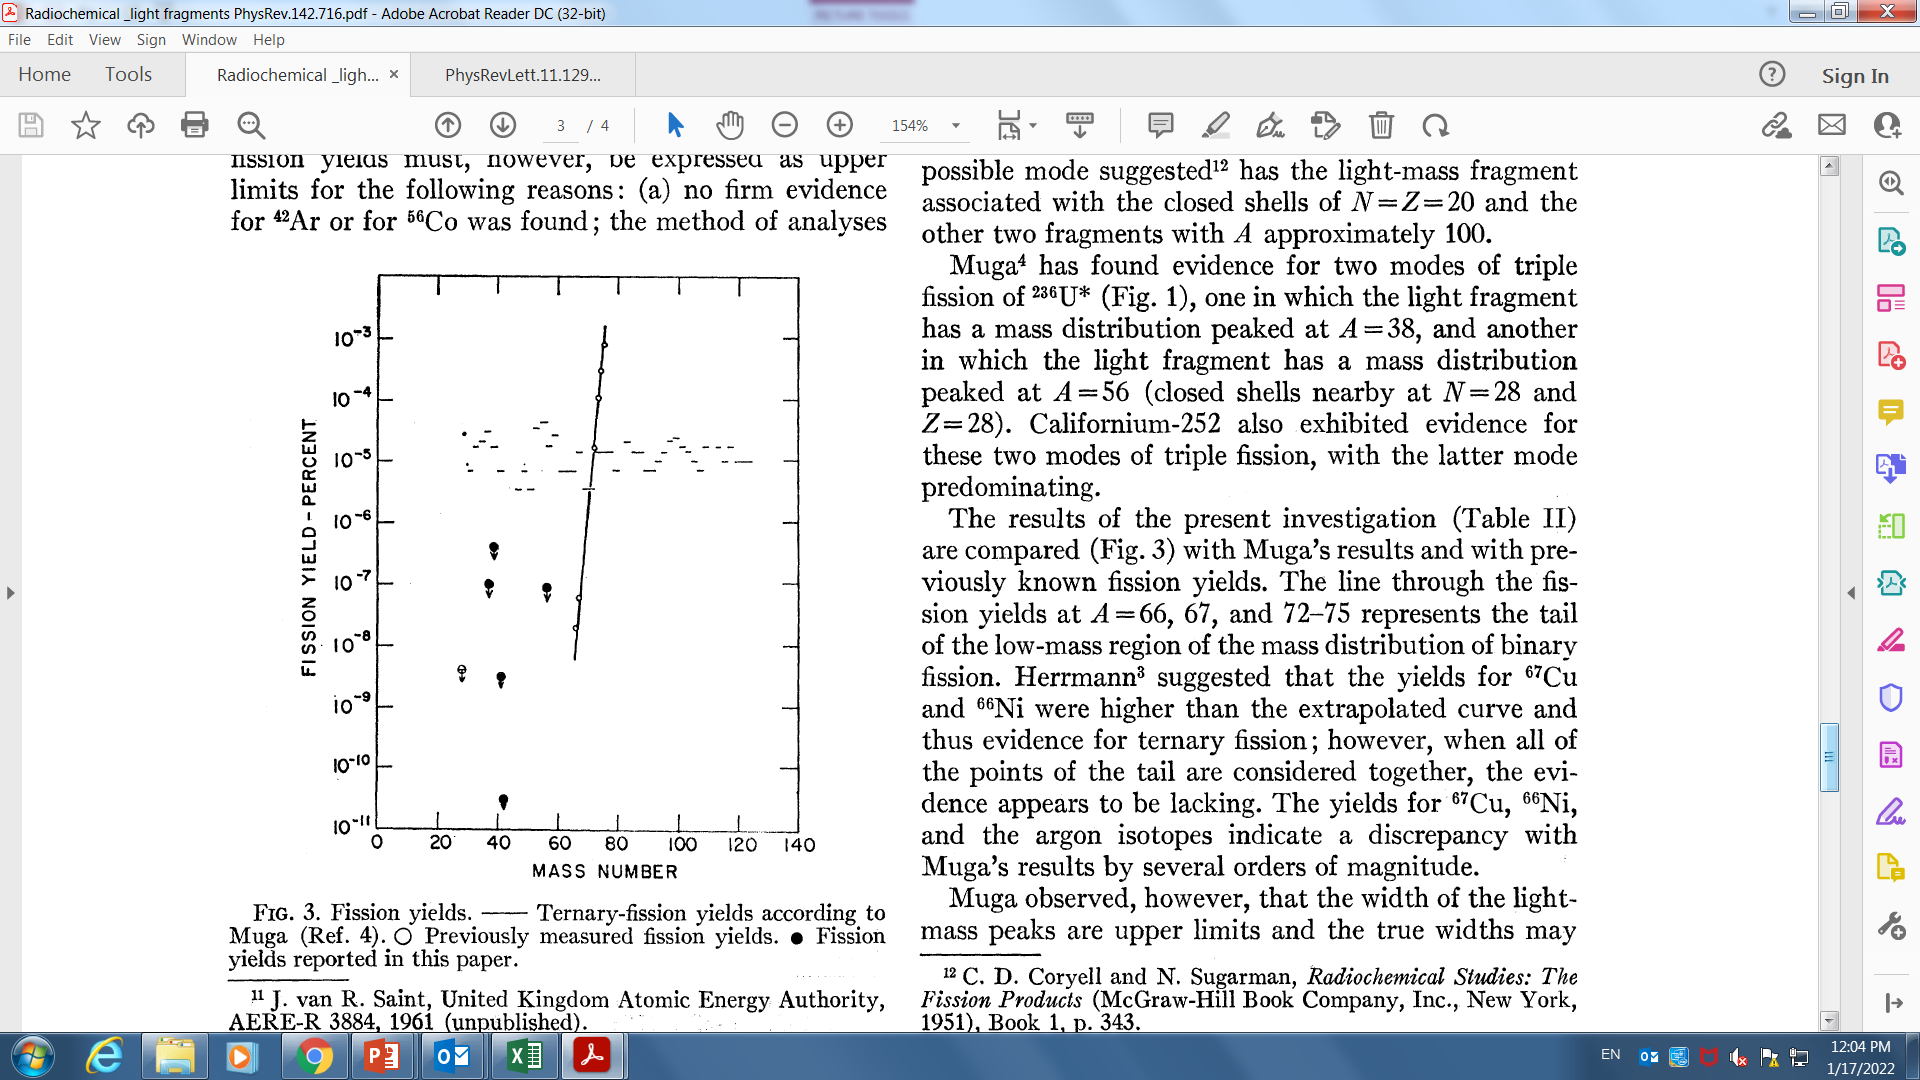 Radiochemical _light fragments PhysRev.142.716.pdf - Adobe Acrobat Reader DC (32-bit)
File Edit View Sign Window Help
Home Tools Radiochemical _ligh... × PhysRevLett.11.129... ? Sign In
3 / 4 154%
fission yields must, however, be expressed as upper
limits for the following reasons: (a) no firm evidence
for ⁴²Ar or for ⁵⁶Co was found; the method of analyses
10⁻³
10⁻⁴
10⁻⁵
10⁻⁶
10⁻⁷
10⁻⁸
10⁻⁹
10⁻¹⁰
10⁻¹¹
FISSION YIELD - PERCENT
0 20 40 60 80 100 120 140
MASS NUMBER
FIG. 3. Fission yields. —— Ternary-fission yields according to
Muga (Ref. 4). ○ Previously measured fission yields. ● Fission
yields reported in this paper.
¹¹ J. van R. Saint, United Kingdom Atomic Energy Authority,
AERE-R 3884, 1961 (unpublished).
possible mode suggested¹² has the light-mass fragment
associated with the closed shells of N=Z=20 and the
other two fragments with A approximately 100.
Muga⁴ has found evidence for two modes of triple
fission of ²³⁶U* (Fig. 1), one in which the light fragment
has a mass distribution peaked at A=38, and another
in which the light fragment has a mass distribution
peaked at A=56 (closed shells nearby at N=28 and
Z=28). Californium-252 also exhibited evidence for
these two modes of triple fission, with the latter mode
predominating.
The results of the present investigation (Table II)
are compared (Fig. 3) with Muga's results and with pre-
viously known fission yields. The line through the fis-
sion yields at A=66, 67, and 72–75 represents the tail
of the low-mass region of the mass distribution of binary
fission. Herrmann³ suggested that the yields for ⁶⁷Cu
and ⁶⁶Ni were higher than the extrapolated curve and
thus evidence for ternary fission; however, when all of
the points of the tail are considered together, the evi-
dence appears to be lacking. The yields for ⁶⁷Cu, ⁶⁶Ni,
and the argon isotopes indicate a discrepancy with
Muga's results by several orders of magnitude.
Muga observed, however, that the width of the light-
mass peaks are upper limits and the true widths may
¹² C. D. Coryell and N. Sugarman, Radiochemical Studies: The
Fission Products (McGraw-Hill Book Company, Inc., New York,
1951), Book 1, p. 343.
EN
12:04 PM
1/17/2022